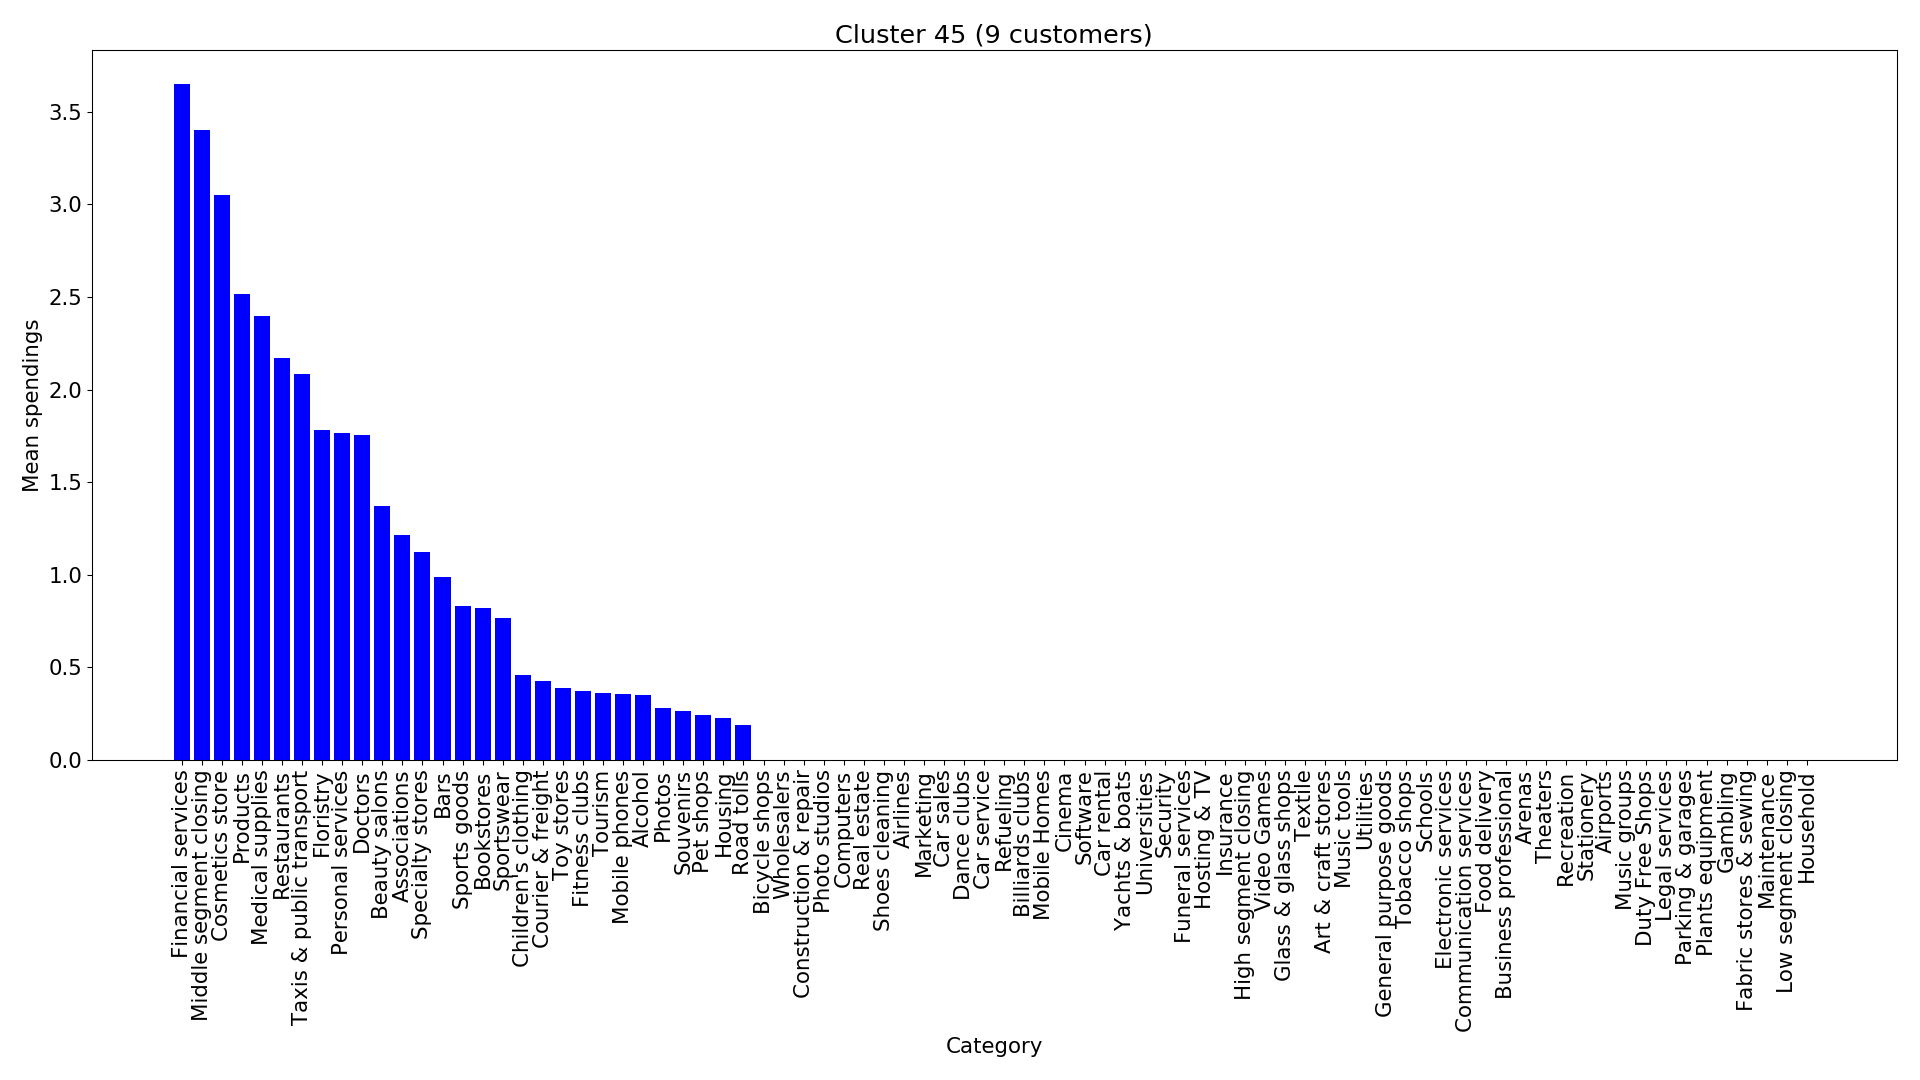 Cluster 45 (9 customers)
Mean spendings
3.5
3.0
2.5
2.0
1.5
1.0
0.5
0.0
Financial services
Middle segment closing
Cosmetics store
Products
Medical supplies
Restaurants
Taxis & public transport
Floristry
Personal services
Doctors
Beauty salons
Associations
Specialty stores
Bars
Sports goods
Bookstores
Sportswear
Children's clothing
Courier & freight
Toy stores
Fitness clubs
Tourism
Mobile phones
Alcohol
Photos
Souvenirs
Pet shops
Housing
Road tolls
Bicycle shops
Wholesalers
Construction & repair
Photo studios
Computers
Real estate
Shoes cleaning
Airlines
Marketing
Car sales
Dance clubs
Car service
Refuelling
Billiards clubs
Mobile Homes
Cinema
Software
Car rental
Yachts & boats
Universities
Security
Funeral services
Hosting & TV
Insurance
High segment closing
Video Games
Glass & glass shops
Textile
Art & craft stores
Music tools
Utilities
General purpose goods
Tobacco shops
Schools
Electronic services
Communication services
Food delivery
Business professional
Arenas
Theaters
Recreation
Stationery
Airports
Music groups
Duty Free Shops
Legal services
Parking & garages
Plants equipment
Gambling
Fabric stores & sewing
Maintenance
Low segment closing
Household
Category